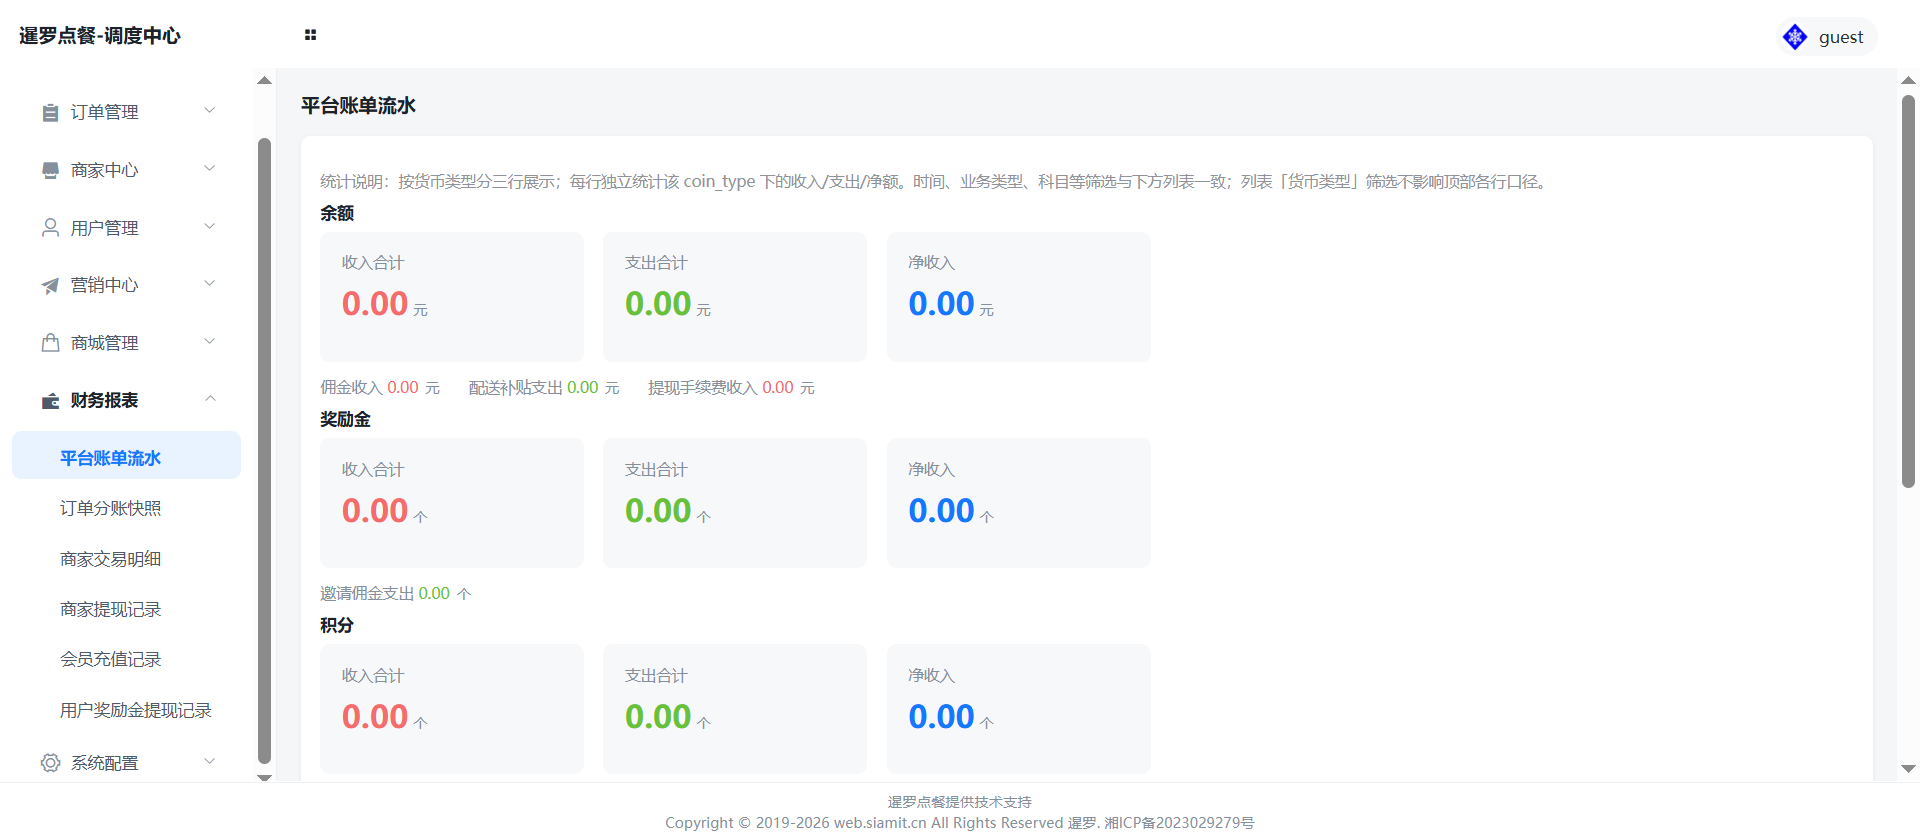 暹罗点餐-调度中心
guest
订单管理
商家中心
用户管理
营销中心
商城管理
财务报表
平台账单流水
订单分账快照
商家交易明细
商家提现记录
会员充值记录
用户奖励金提现记录
系统配置
平台账单流水
统计说明：按货币类型分三行展示；每行独立统计该 coin_type 下的收入/支出/净额。时间、业务类型、科目等筛选与下方列表一致；列表「货币类型」筛选不影响顶部各行口径。
余额
收入合计 支出合计 净收入
0.00 元 0.00 元 0.00 元
佣金收入 0.00 元 配送补贴支出 0.00 元 提现手续费收入 0.00 元
奖励金
收入合计 支出合计 净收入
0.00 个 0.00 个 0.00 个
邀请佣金支出 0.00 个
积分
收入合计 支出合计 净收入
0.00 个 0.00 个 0.00 个
暹罗点餐提供技术支持
Copyright © 2019-2026 web.siamit.cn All Rights Reserved 暹罗. 湘ICP备2023029279号